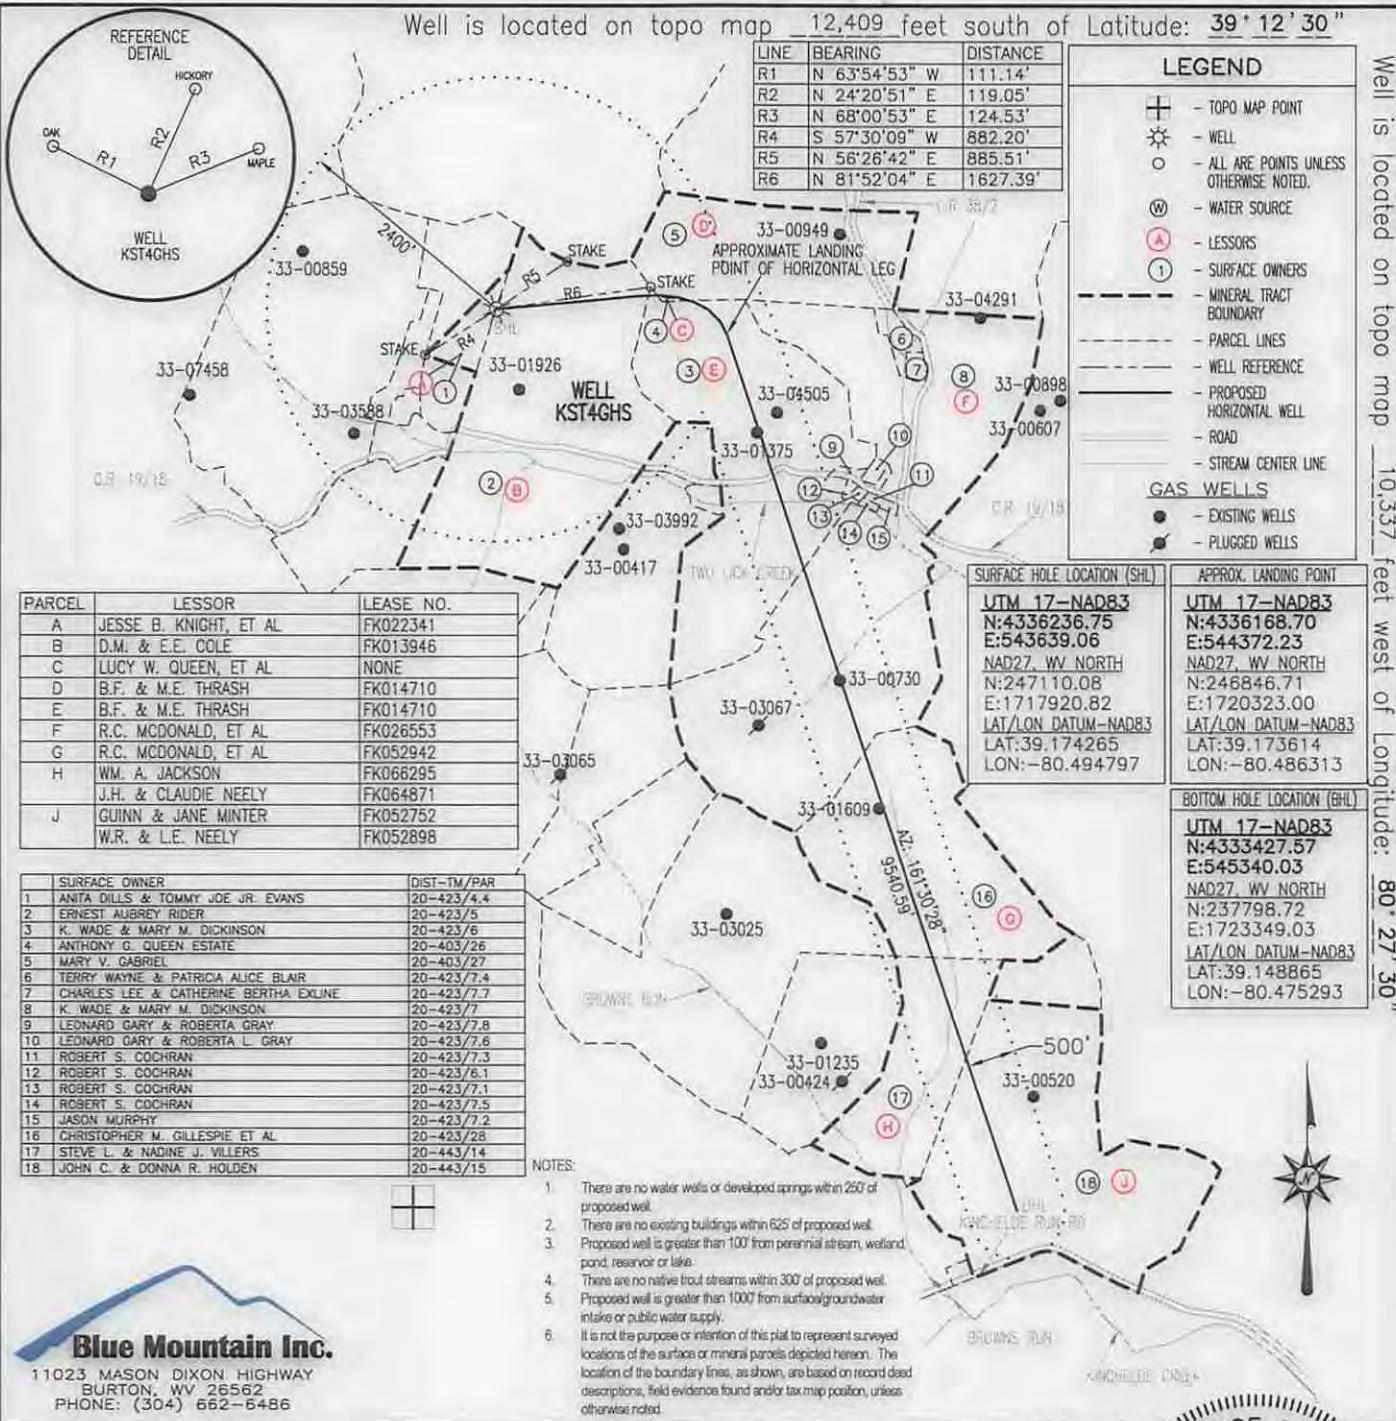 Well is located on topo map 12,409 feet south of Latitude: 39° 12' 30"
Well is located on topo map 10,337 feet west of Longitude: 80° 27' 30"
REFERENCE
DETAIL
HICKORY
OAK
MAPLE
R1
R2
R3
WELL
KST4GHS
LINE BEARING DISTANCE
R1 N 63°54'53" W 111.14'
R2 N 24°20'51" E 119.05'
R3 N 68°00'53" E 124.53'
R4 S 57°30'09" W 882.20'
R5 N 56°26'42" E 885.51'
R6 N 81°52'04" E 1627.39'
LEGEND
- TOPO MAP POINT
- WELL
- ALL ARE POINTS UNLESS
OTHERWISE NOTED.
W - WATER SOURCE
A - LESSORS
1 - SURFACE OWNERS
- MINERAL TRACT
BOUNDARY
- PARCEL LINES
- WELL REFERENCE
- PROPOSED
HORIZONTAL WELL
- ROAD
- STREAM CENTER LINE
GAS WELLS
- EXISTING WELLS
- PLUGGED WELLS
C.R. 38/2
2400'
33-00859
STAKE
R5
R6
STAKE
5 D
33-00949
APPROXIMATE LANDING
POINT OF HORIZONTAL LEG
33-04291
SHL
4 C
STAKE
R4
A 1
33-07458
33-01926
WELL
KST4GHS
3 E
6
7
8
F
33-00898
33-00607
33-03588
33-04505
33-01375
9
10
11
12
13
14
15
C.R. 19/18
2 B
33-03992
33-00417
TWO LICK CREEK
C.R. 19/18
SURFACE HOLE LOCATION (SHL)
UTM 17-NAD83
N:4336236.75
E:543639.06
NAD27, WV NORTH
N:247110.08
E:1717920.82
LAT/LON DATUM-NAD83
LAT:39.174265
LON:-80.494797
APPROX. LANDING POINT
UTM 17-NAD83
N:4336168.70
E:544372.23
NAD27, WV NORTH
N:246846.71
E:1720323.00
LAT/LON DATUM-NAD83
LAT:39.173614
LON:-80.486313
BOTTOM HOLE LOCATION (BHL)
UTM 17-NAD83
N:4333427.57
E:545340.03
NAD27, WV NORTH
N:237798.72
E:1723349.03
LAT/LON DATUM-NAD83
LAT:39.148865
LON:-80.475293
PARCEL LESSOR LEASE NO.
A JESSE B. KNIGHT, ET AL FK022341
B D.M. & E.E. COLE FK013946
C LUCY W. QUEEN, ET AL NONE
D B.F. & M.E. THRASH FK014710
E B.F. & M.E. THRASH FK014710
F R.C. MCDONALD, ET AL FK026553
G R.C. MCDONALD, ET AL FK052942
H WM. A. JACKSON FK066295
J.H. & CLAUDIE NEELY FK064871
J GUINN & JANE MINTER FK052752
W.R. & L.E. NEELY FK052898
33-00730
33-03067
33-03065
33-01609
AZ: 161°30'28"
9540.59'
16
G
33-03025
BROWNS RUN
33-01235
33-00424
500'
33-00520
17
H
18 J
BHL
KINCHELOE RUN RD
BROWNS RUN
KINCHELOE CREEK
SURFACE OWNER DIST-TM/PAR
1 ANITA DILLS & TOMMY JOE JR. EVANS 20-423/4.4
2 ERNEST AUBREY RIDER 20-423/5
3 K. WADE & MARY M. DICKINSON 20-423/6
4 ANTHONY G. QUEEN ESTATE 20-403/26
5 MARY V. GABRIEL 20-403/27
6 TERRY WAYNE & PATRICIA ALICE BLAIR 20-423/7.4
7 CHARLES LEE & CATHERINE BERTHA EXLINE 20-423/7.7
8 K. WADE & MARY M. DICKINSON 20-423/7
9 LEONARD GARY & ROBERTA GRAY 20-423/7.8
10 LEONARD GARY & ROBERTA L. GRAY 20-423/7.6
11 ROBERT S. COCHRAN 20-423/7.3
12 ROBERT S. COCHRAN 20-423/6.1
13 ROBERT S. COCHRAN 20-423/7.1
14 ROBERT S. COCHRAN 20-423/7.5
15 JASON MURPHY 20-423/7.2
16 CHRISTOPHER M. GILLESPIE ET AL 20-423/28
17 STEVE L. & NADINE J. VILLERS 20-443/14
18 JOHN C. & DONNA R. HOLDEN 20-443/15
NOTES:
1. There are no water wells or developed springs within 250' of
proposed well.
2. There are no existing buildings within 625' of proposed well.
3. Proposed well is greater than 100' from perennial stream, wetland,
pond, reservoir or lake.
4. There are no native trout streams within 300' of proposed well.
5. Proposed well is greater than 1000' from surface/groundwater
intake or public water supply.
6. It is not the purpose or intention of this plat to represent surveyed
locations of the surface or mineral parcels depicted hereon. The
location of the boundary lines, as shown, are based on record deed
descriptions, field evidence found and/or tax map position, unless
otherwise noted.
N
Blue Mountain Inc.
11023 MASON DIXON HIGHWAY
BURTON, WV 26562
PHONE: (304) 662-6486